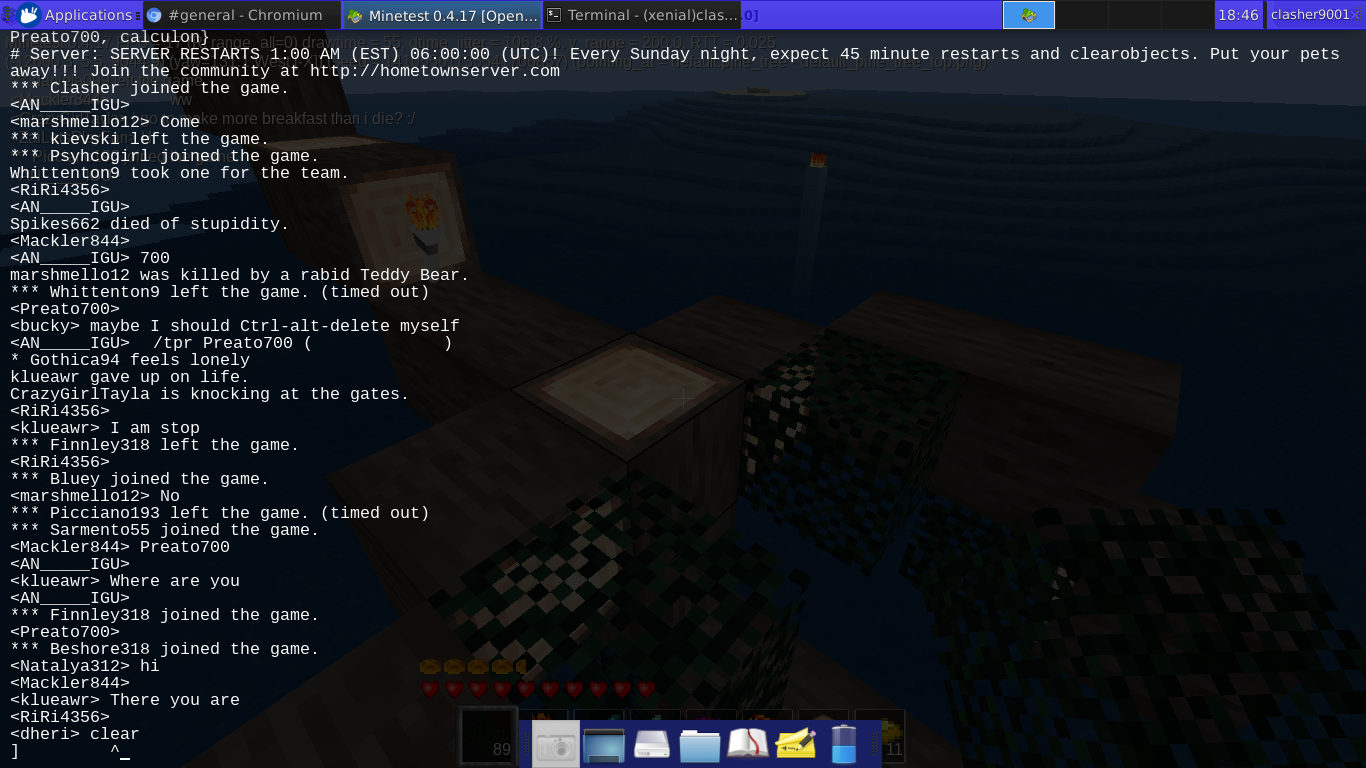 Applications
#general - Chromium
Minetest 0.4.17 [Open...
Terminal - (xenial)clas...
18:46
clasher9001
Preato700, calculon}
# Server: SERVER RESTARTS 1:00 AM (EST) 06:00:00 (UTC)! Every Sunday night, expect 45 minute restarts and clearobjects. Put your pets
away!!! Join the community at http://hometownserver.com
*** Clasher joined the game.
<AN_____IGU>
<marshmello12> Come
*** kievski left the game.
*** Psychogirl joined the game.
Whittenton9 took one for the team.
<RiRi4356>
<AN_____IGU>
Spikes662 died of stupidity.
<Mackler844>
<AN_____IGU> 700
marshmello12 was killed by a rabid Teddy Bear.
*** Whittenton9 left the game. (timed out)
<Preato700>
<bucky> maybe I should Ctrl-alt-delete myself
<AN_____IGU>  /tpr Preato700 (             )
* Gothica94 feels lonely
klueawr gave up on life.
CrazyGirlTayla is knocking at the gates.
<RiRi4356>
<klueawr> I am stop
*** Finnley318 left the game.
<RiRi4356>
*** Bluey joined the game.
<marshmello12> No
*** Picciano193 left the game. (timed out)
*** Sarmento55 joined the game.
<Mackler844> Preato700
<AN_____IGU>
<klueawr> Where are you
<AN_____IGU>
*** Finnley318 joined the game.
<Preato700>
*** Beshore318 joined the game.
<Natalya312> hi
<Mackler844>
<klueawr> There you are
<RiRi4356>
<dheri> clear
]         ^_
89
11